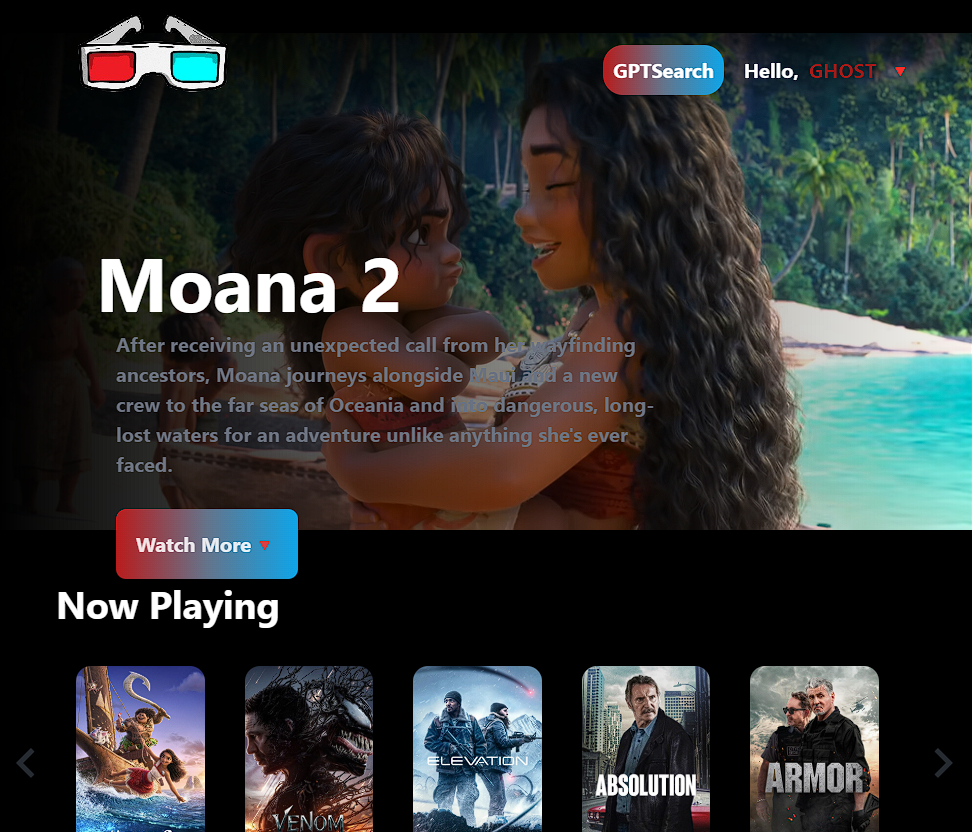 GPTSearch
Hello, GHOST ▼
Moana 2
After receiving an unexpected call from her wayfinding
ancestors, Moana journeys alongside Maui and a new
crew to the far seas of Oceania and into dangerous, long-
lost waters for an adventure unlike anything she's ever
faced.
Watch More ▼
Now Playing
ELEVATION
ABSOLUTION
ARMOR
VENOM